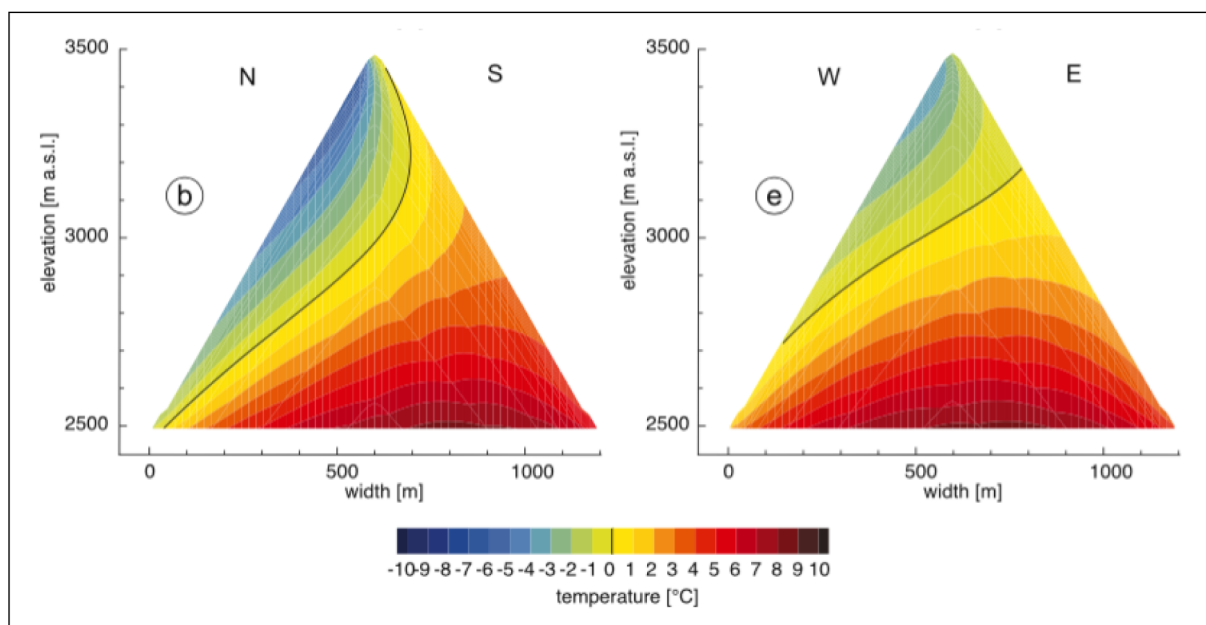 3500
N
S
elevation [m a.s.l.]
b
3000
2500
0
500
1000
width [m]
3500
W
E
elevation [m a.s.l.]
e
3000
2500
0
500
1000
width [m]
-10 -9 -8 -7 -6 -5 -4 -3 -2 -1 0 1 2 3 4 5 6 7 8 9 10
temperature [°C]